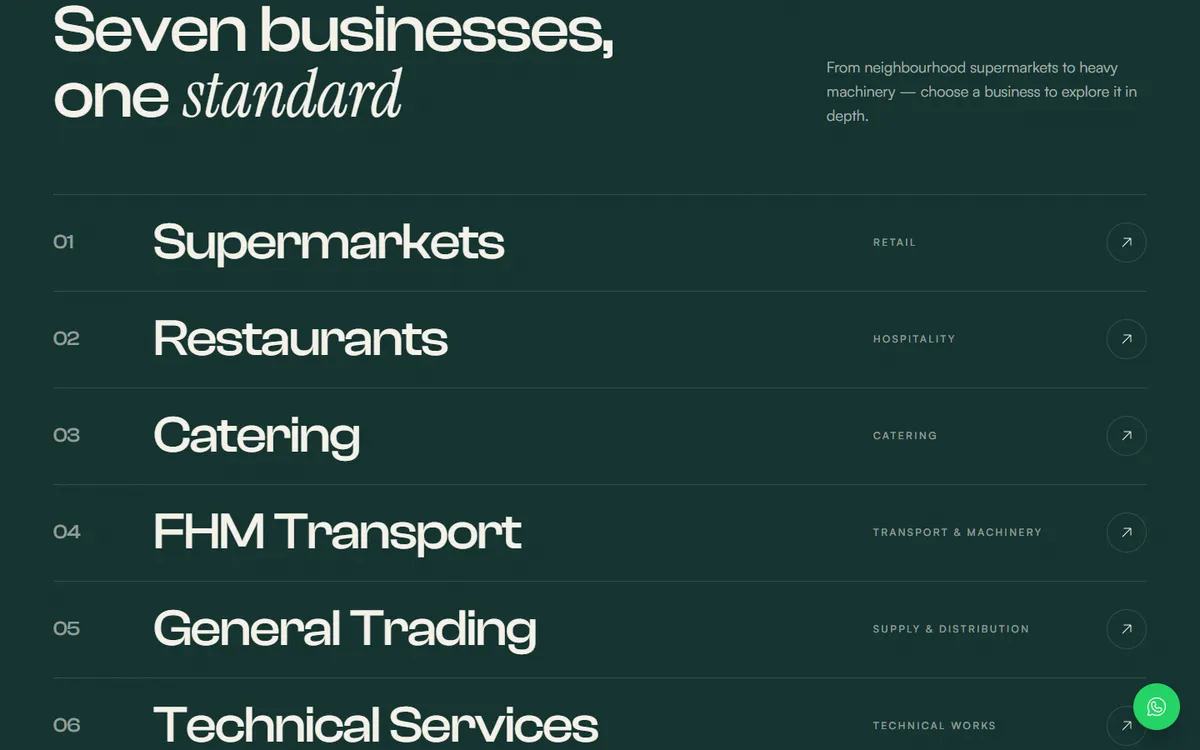 Seven businesses,
one standard
From neighbourhood supermarkets to heavy
machinery — choose a business to explore it in
depth.
01 Supermarkets RETAIL
02 Restaurants HOSPITALITY
03 Catering CATERING
04 FHM Transport TRANSPORT & MACHINERY
05 General Trading SUPPLY & DISTRIBUTION
06 Technical Services TECHNICAL WORKS